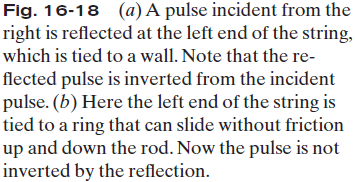 Fig. 16-18 (a) A pulse incident from the
right is reflected at the left end of the string,
which is tied to a wall. Note that the re-
flected pulse is inverted from the incident
pulse. (b) Here the left end of the string is
tied to a ring that can slide without friction
up and down the rod. Now the pulse is not
inverted by the reflection.